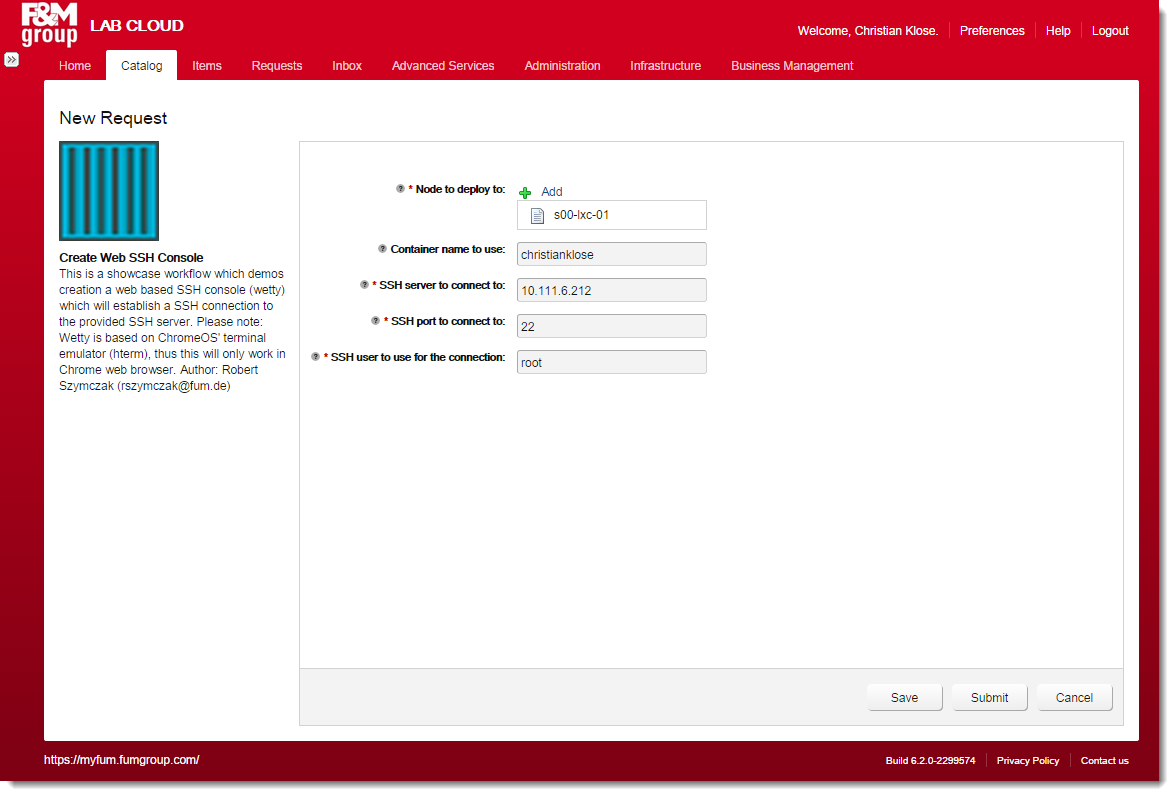 F&M
group
LAB CLOUD
Welcome, Christian Klose. Preferences Help Logout
Home Catalog Items Requests Inbox Advanced Services Administration Infrastructure Business Management
New Request
Create Web SSH Console
This is a showcase workflow which demos
creation a web based SSH console (wetty)
which will establish a SSH connection to
the provided SSH server. Please note:
Wetty is based on ChromeOS' terminal
emulator (hterm), thus this will only work in
Chrome web browser. Author: Robert
Szymczak (rszymczak@fum.de)
* Node to deploy to: Add
s00-lxc-01
Container name to use: christianklose
* SSH server to connect to: 10.111.6.212
* SSH port to connect to: 22
* SSH user to use for the connection: root
Save Submit Cancel
https://myfum.fumgroup.com/ Build 6.2.0-2299574 Privacy Policy Contact us